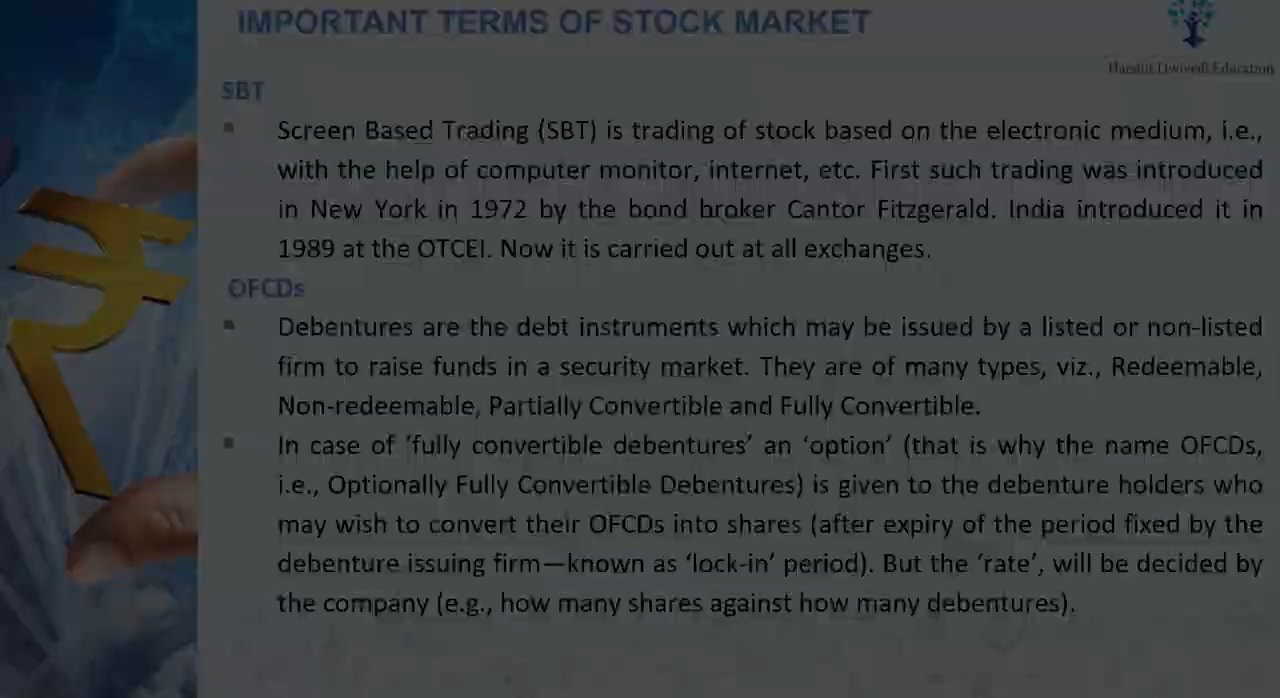 IMPORTANT TERMS OF STOCK MARKET
Harshit Dwivedi Education
SBT
Screen Based Trading (SBT) is trading of stock based on the electronic medium, i.e.,
with the help of computer monitor, internet, etc. First such trading was introduced
in New York in 1972 by the bond broker Cantor Fitzgerald. India introduced it in
1989 at the OTCEI. Now it is carried out at all exchanges.
OFCDs
Debentures are the debt instruments which may be issued by a listed or non-listed
firm to raise funds in a security market. They are of many types, viz., Redeemable,
Non-redeemable, Partially Convertible and Fully Convertible.
In case of ‘fully convertible debentures’ an ‘option’ (that is why the name OFCDs,
i.e., Optionally Fully Convertible Debentures) is given to the debenture holders who
may wish to convert their OFCDs into shares (after expiry of the period fixed by the
debenture issuing firm—known as ‘lock-in’ period). But the ‘rate’, will be decided by
the company (e.g., how many shares against how many debentures).